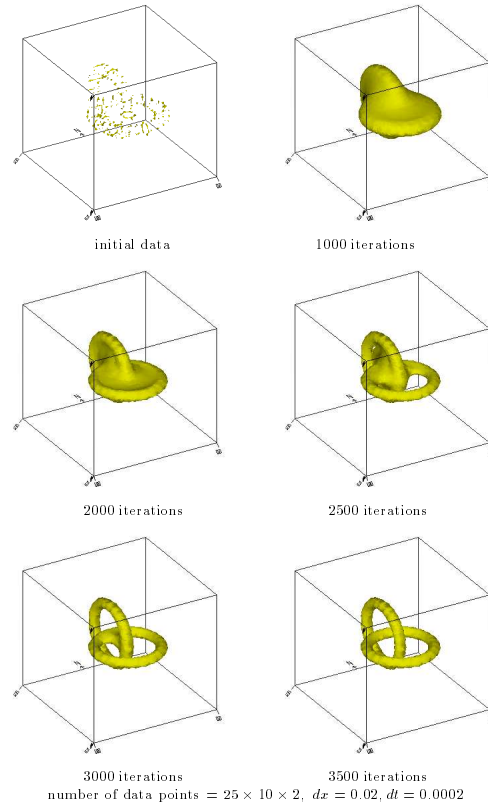 initial data
1000 iterations
2000 iterations
2500 iterations
3000 iterations
3500 iterations
number of data points = 25 × 10 × 2, dx = 0.02, dt = 0.0002